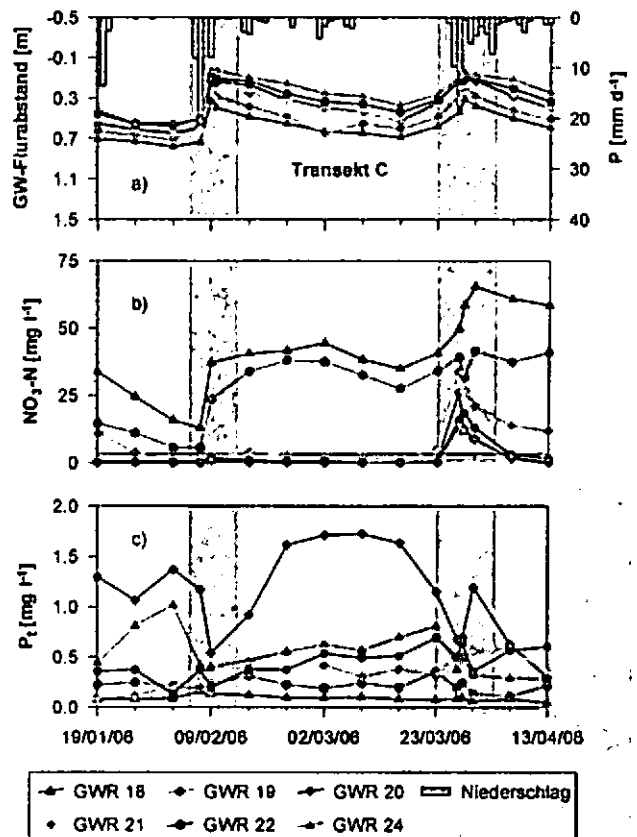 -0.5
-0.1
0.3
0.7
1.1
1.5
GW-Flurabstand [m]
0
10
20
30
40
P [mm d⁻¹]
a)
Transekt C
75
50
25
0
NO₃-N [mg l⁻¹]
b)
2.0
1.5
1.0
0.5
0.0
Pₜ [mg l⁻¹]
c)
19/01/06
09/02/06
02/03/06
23/03/06
13/04/06
GWR 18
GWR 19
GWR 20
Niederschlag
GWR 21
GWR 22
GWR 24